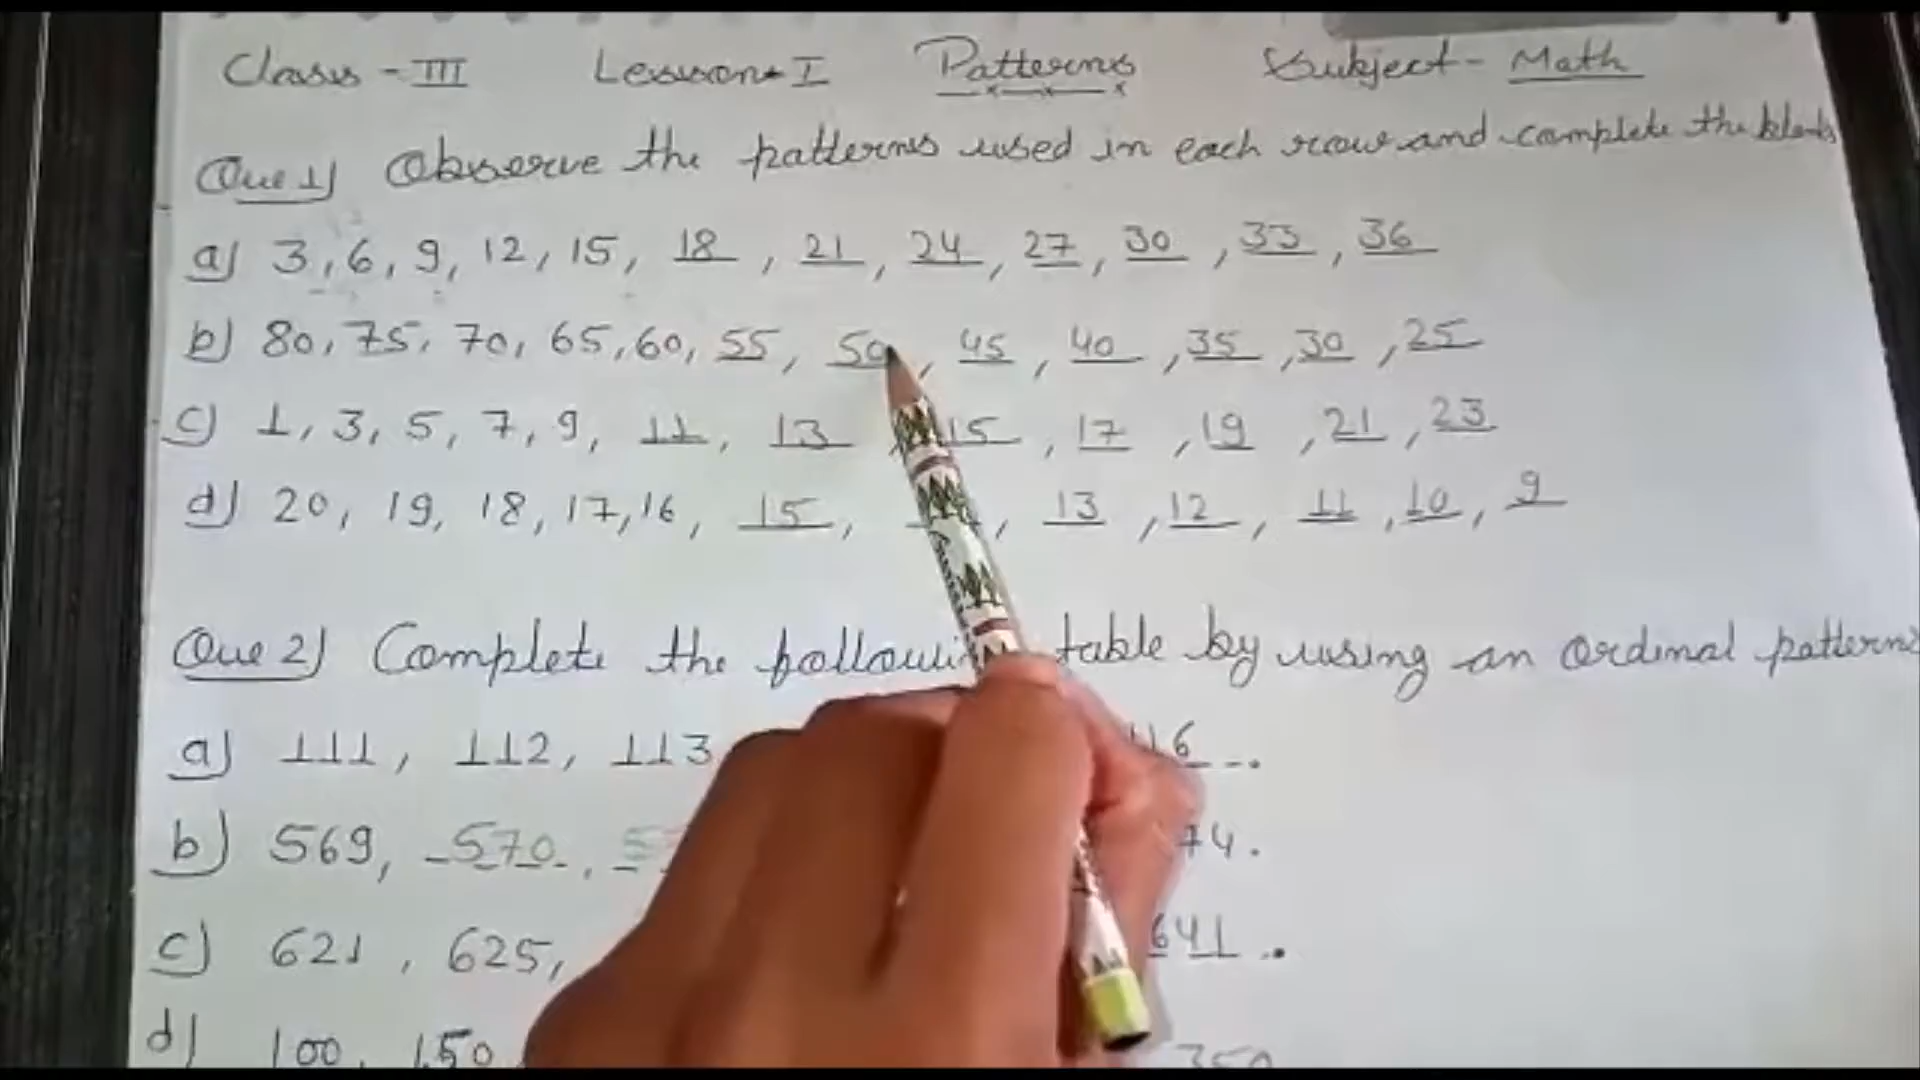 Class - III Lesson - I Patterns Subject - Math
Que 1) Observe the patterns used in each row and complete the blanks
a) 3, 6, 9, 12, 15, 18, 21, 24, 27, 30, 33, 36
b) 80, 75, 70, 65, 60, 55, 50, 45, 40, 35, 30, 25
c) 1, 3, 5, 7, 9, 11, 13, 15, 17, 19, 21, 23
d) 20, 19, 18, 17, 16, 15, 13, 12, 11, 10, 9
Que 2) Complete the table by using an ordinal patterns
a) 111, 112, 113
b) 569, 570,
c) 621, 625, 641.
d) 100, 150 350